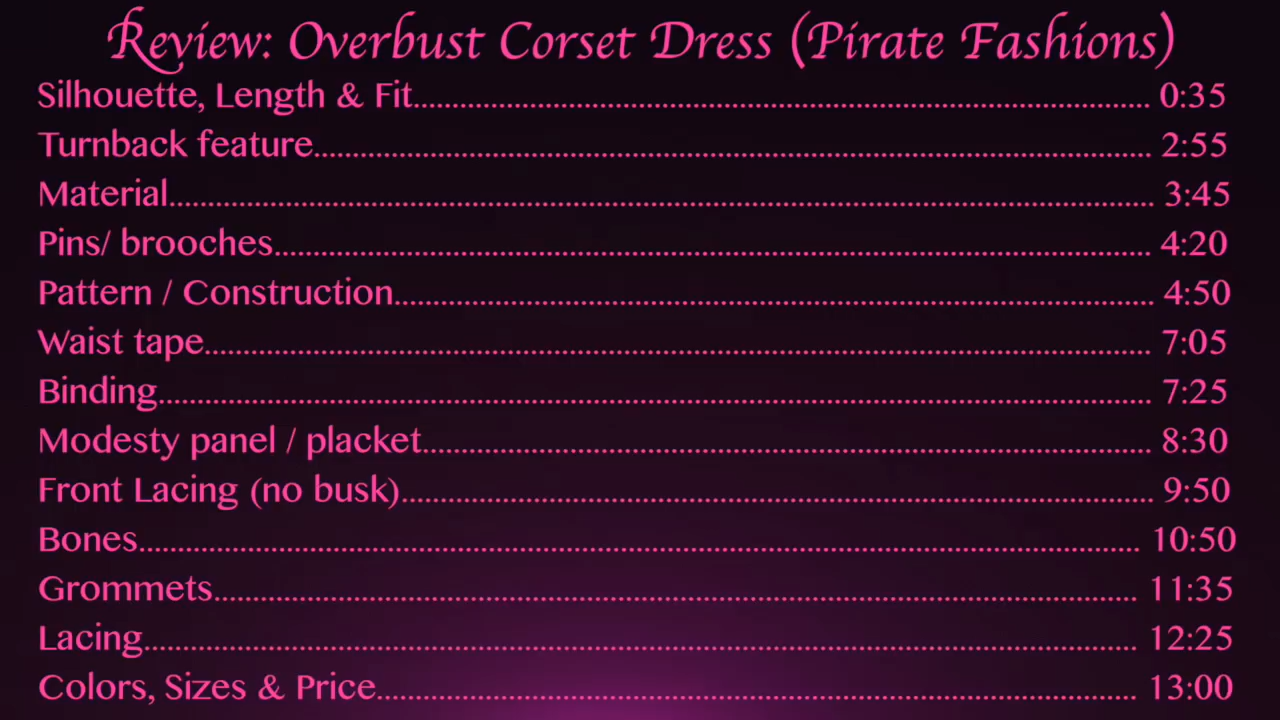 Review: Overbust Corset Dress (Pirate Fashions)
Silhouette, Length & Fit.......................................................................................... 0:35
Turnback feature........................................................................................................ 2:55
Material......................................................................................................................... 3:45
Pins/ brooches............................................................................................................. 4:20
Pattern / Construction.............................................................................................. 4:50
Waist tape.................................................................................................................... 7:05
Binding.......................................................................................................................... 7:25
Modesty panel / placket.......................................................................................... 8:30
Front Lacing (no busk)............................................................................................. 9:50
Bones............................................................................................................................ 10:50
Grommets................................................................................................................... 11:35
Lacing........................................................................................................................... 12:25
Colors, Sizes & Price................................................................................................ 13:00